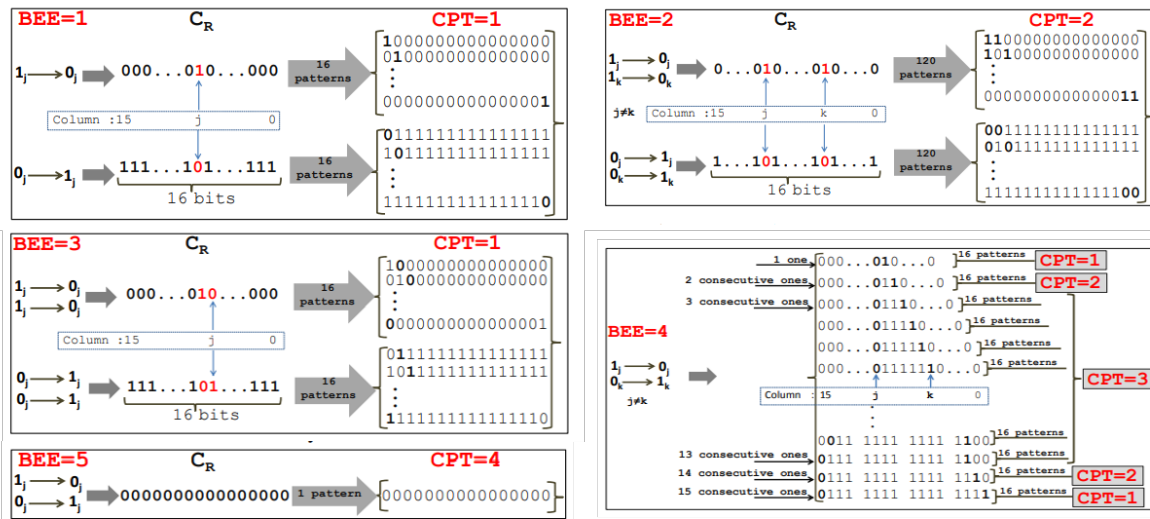 BEE=1
C_R
CPT=1
1_j → 0_j
000...010...000
16 patterns
1000000000000000
0100000000000000
⋮
0000000000000001
Column :15 j 0
0_j → 1_j
111...101...111
16 bits
16 patterns
0111111111111111
1011111111111111
⋮
1111111111111110
BEE=2
C_R
CPT=2
1_j → 0_j
1_k → 0_k
0...010...010...0
120 patterns
1100000000000000
1010000000000000
⋮
0000000000000011
j≠k
Column :15 j k 0
0_j → 1_j
0_k → 1_k
1...101...101...1
16 bits
120 patterns
0011111111111111
0101111111111111
⋮
1111111111111100
BEE=3
C_R
CPT=1
1_j → 0_j
1_j → 0_j
000...010...000
16 patterns
1000000000000000
0100000000000000
⋮
0000000000000001
Column :15 j 0
0_j → 1_j
0_j → 1_j
111...101...111
16 bits
16 patterns
0111111111111111
1011111111111111
⋮
1111111111111110
BEE=4
1_j → 0_j
0_k → 1_k
j≠k
1 one 000...010...0 16 patterns CPT=1
2 consecutive ones 000...0110...0 16 patterns CPT=2
3 consecutive ones 000...01110...0 16 patterns
000...011110...0 16 patterns
000...0111110...0 16 patterns
000...01111110...0 16 patterns
CPT=3
Column : 15 j k 0
⋮
0011 1111 1111 1100 16 patterns
13 consecutive ones 0111 1111 1111 1100 16 patterns
14 consecutive ones 0111 1111 1111 1110 16 patterns CPT=2
15 consecutive ones 0111 1111 1111 1111 16 patterns CPT=1
BEE=5
C_R
CPT=4
1_j → 0_j
0_j → 1_j
0000000000000000
1 pattern
0000000000000000